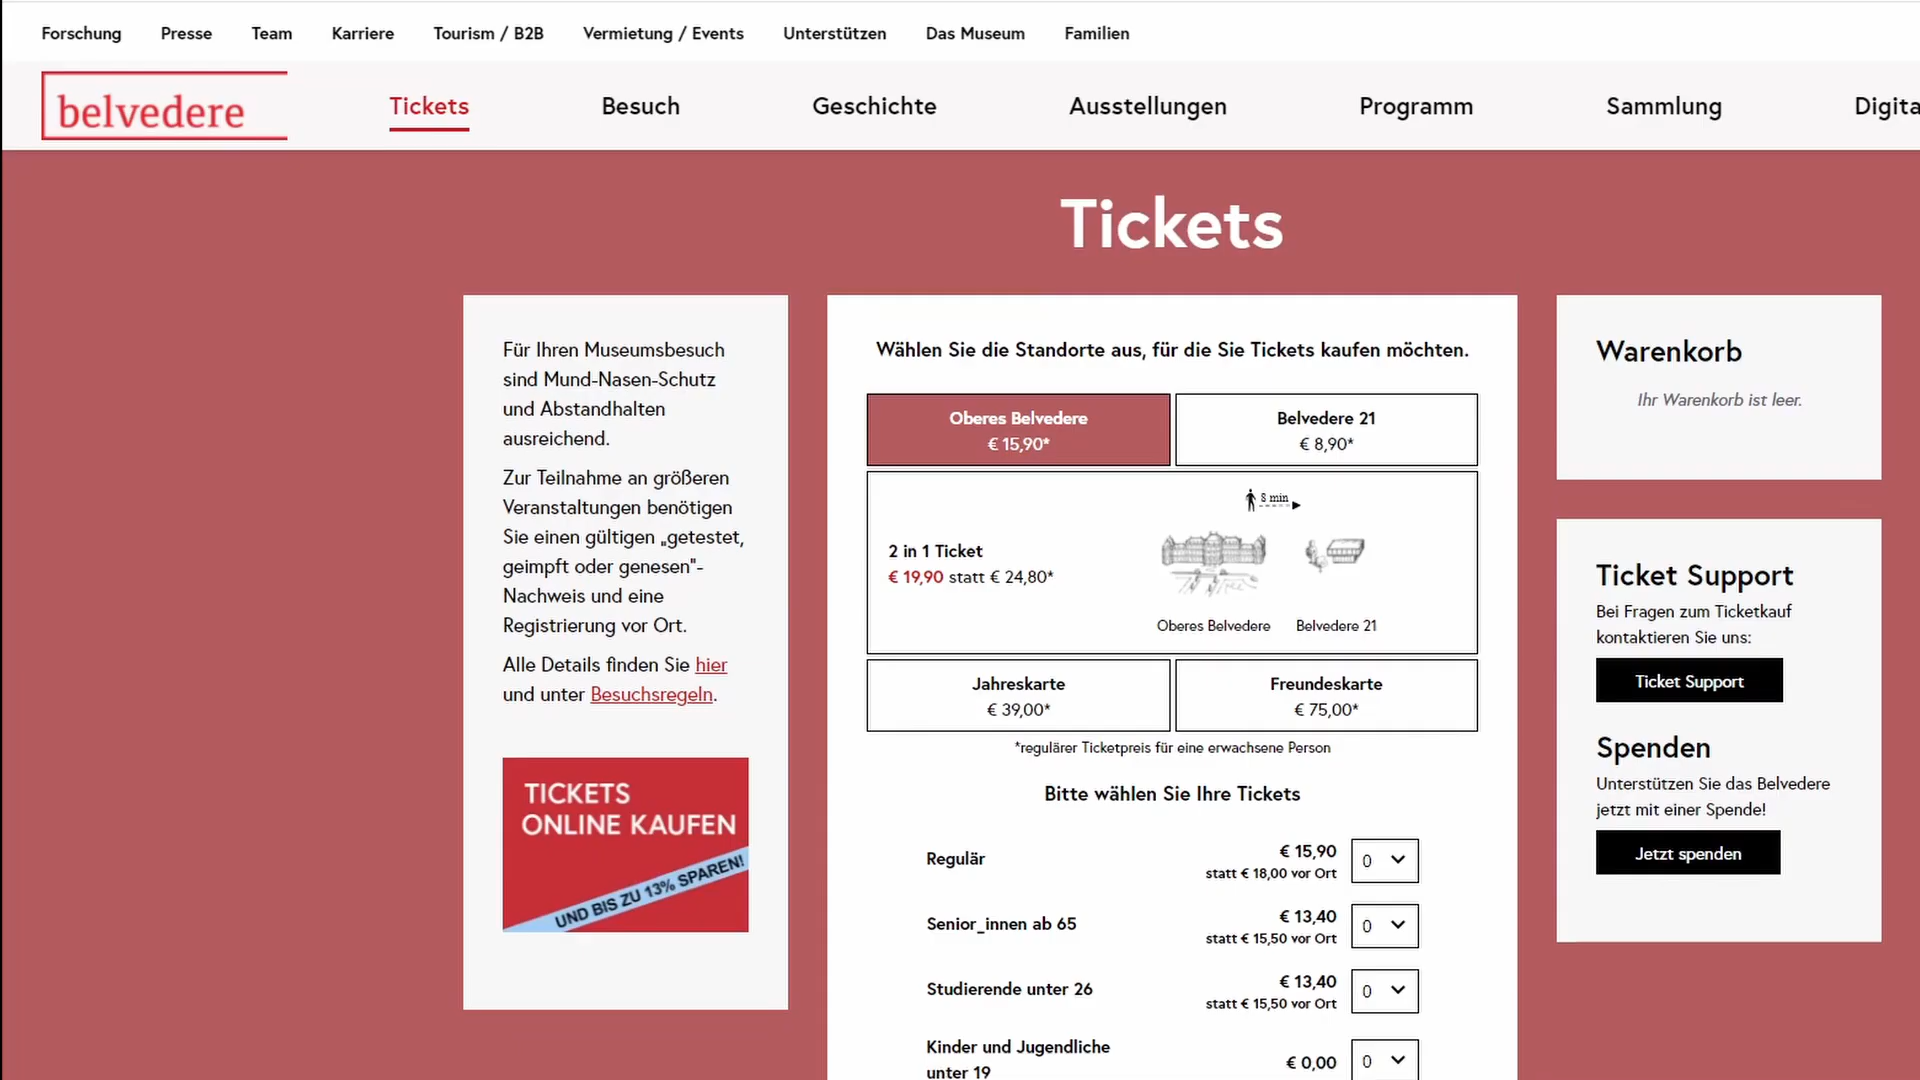 Forschung Presse Team Karriere Tourism / B2B Vermietung / Events Unterstützen Das Museum Familien
belvedere Tickets Besuch Geschichte Ausstellungen Programm Sammlung Digita
Tickets
Für Ihren Museumsbesuch
sind Mund-Nasen-Schutz
und Abstandhalten
ausreichend.
Zur Teilnahme an größeren
Veranstaltungen benötigen
Sie einen gültigen „getestet,
geimpft oder genesen"-
Nachweis und eine
Registrierung vor Ort.
Alle Details finden Sie hier
und unter Besuchsregeln.
TICKETS
ONLINE KAUFEN
UND BIS ZU 13% SPAREN!
Wählen Sie die Standorte aus, für die Sie Tickets kaufen möchten.
Oberes Belvedere
€ 15,90*
Belvedere 21
€ 8,90*
8 min
2 in 1 Ticket
€ 19,90 statt € 24,80*
Oberes Belvedere Belvedere 21
Jahreskarte
€ 39,00*
Freundeskarte
€ 75,00*
*regulärer Ticketpreis für eine erwachsene Person
Bitte wählen Sie Ihre Tickets
Regulär € 15,90 0
statt € 18,00 vor Ort
Senior_innen ab 65 € 13,40 0
statt € 15,50 vor Ort
Studierende unter 26 € 13,40 0
statt € 15,50 vor Ort
Kinder und Jugendliche
unter 19 € 0,00 0
Warenkorb
Ihr Warenkorb ist leer.
Ticket Support
Bei Fragen zum Ticketkauf
kontaktieren Sie uns:
Ticket Support
Spenden
Unterstützen Sie das Belvedere
jetzt mit einer Spende!
Jetzt spenden